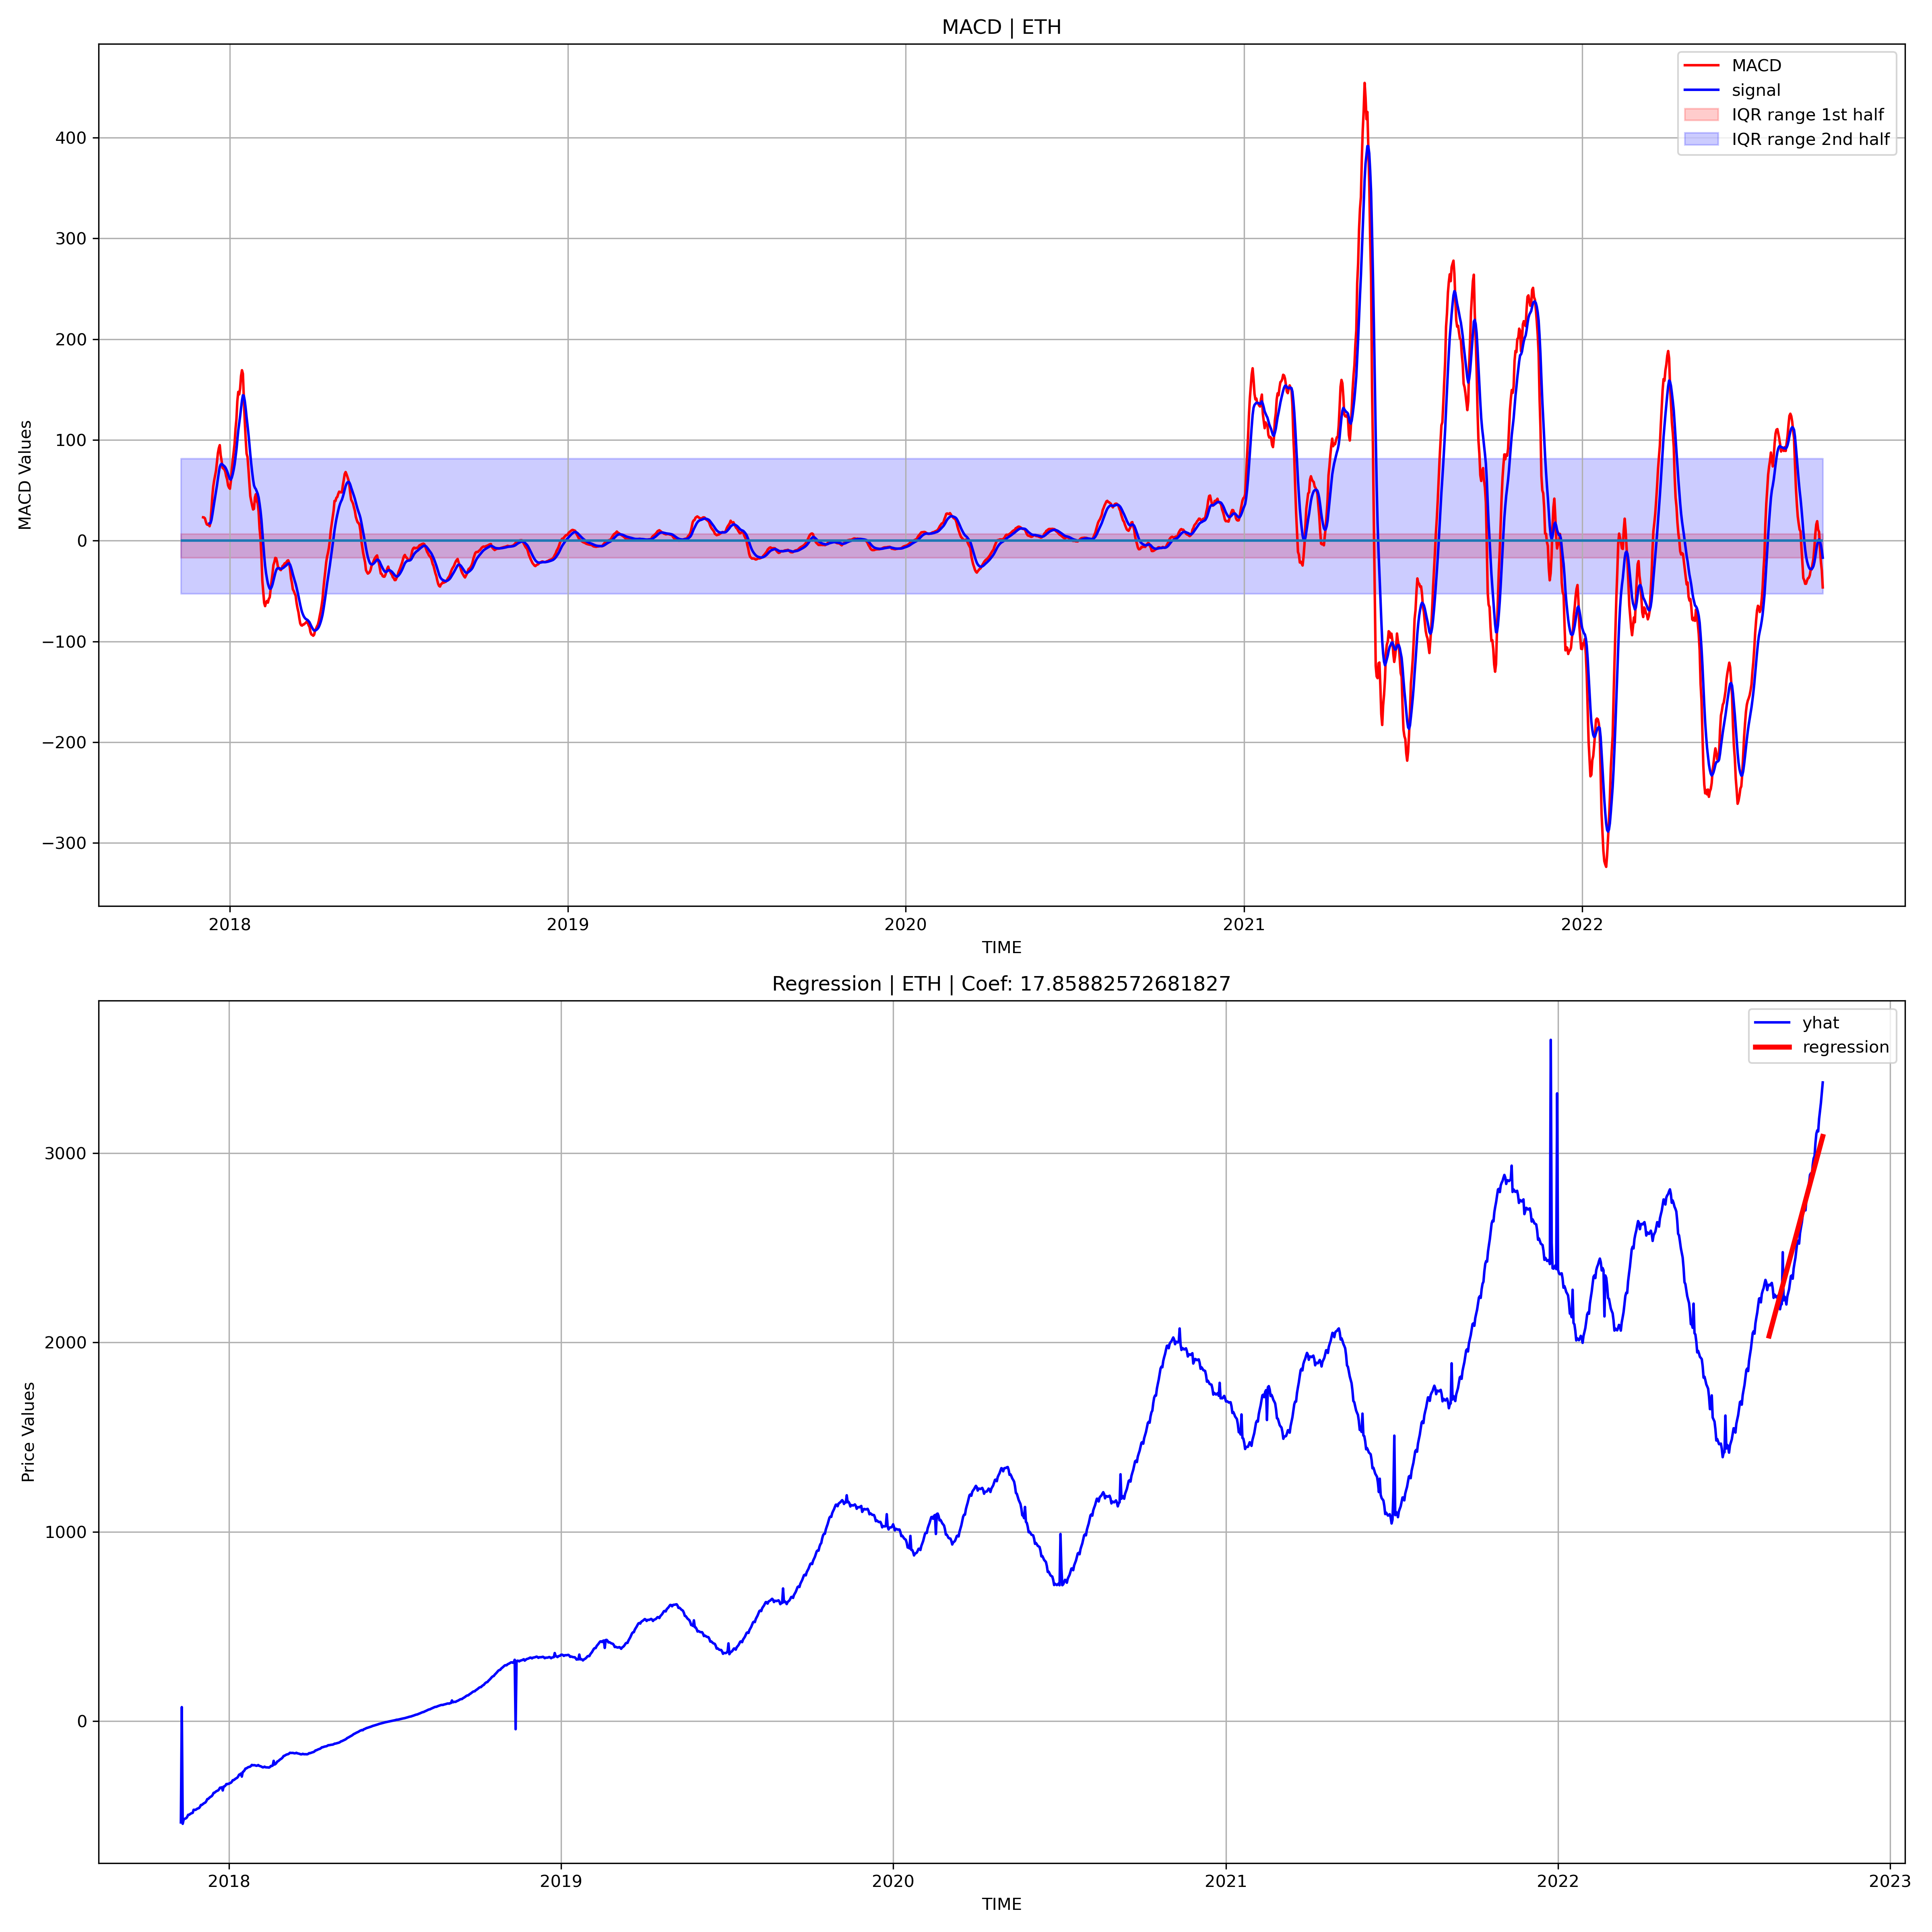 MACD | ETH
MACD
signal
IQR range 1st half
IQR range 2nd half
MACD Values
400
300
200
100
0
−100
−200
−300
2018
2019
2020
2021
2022
TIME
Regression | ETH | Coef: 17.85882572681827
yhat
regression
Price Values
3000
2000
1000
0
2018
2019
2020
2021
2022
2023
TIME